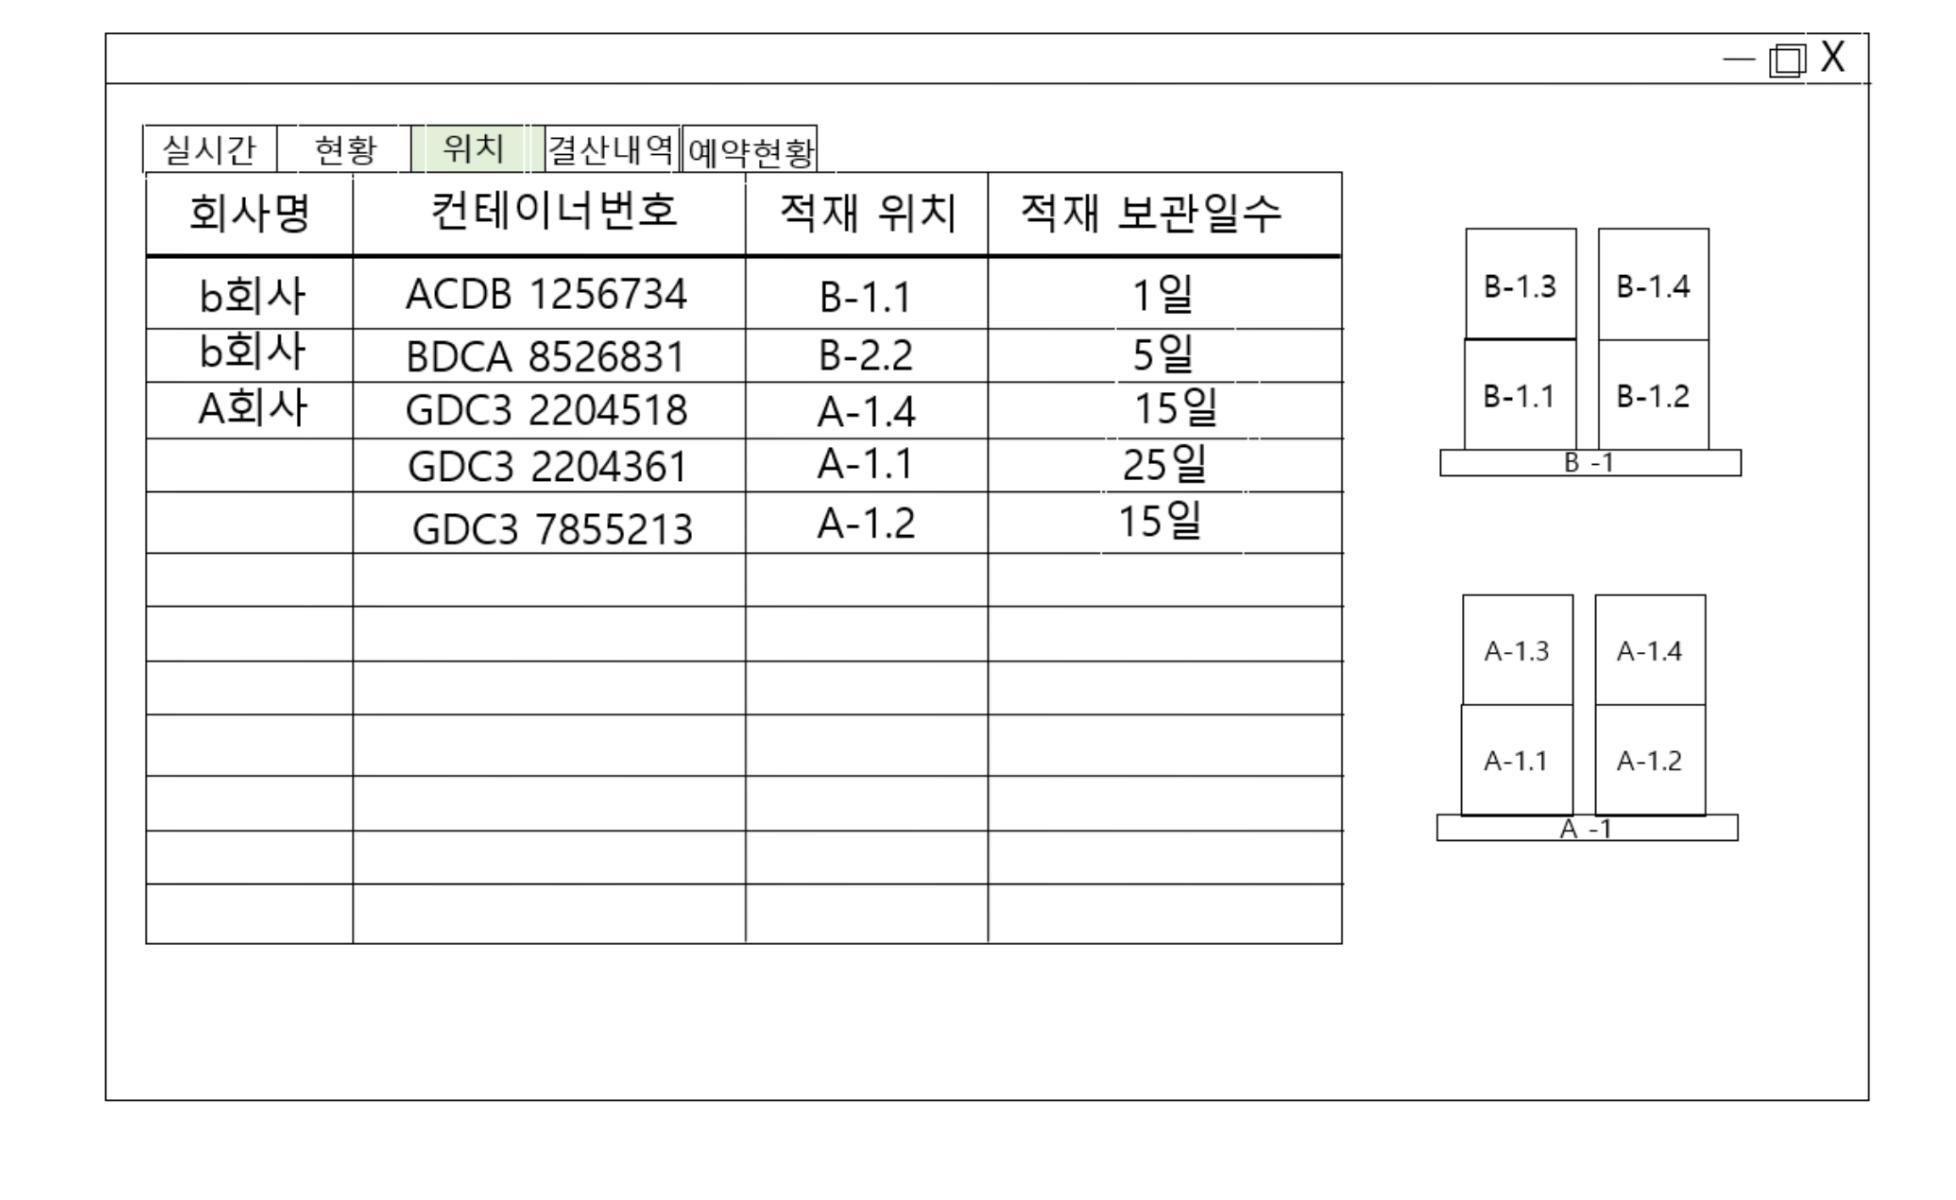 X
실시간 현황 위치 결산내역 예약현황
회사명 컨테이너번호 적재 위치 적재 보관일수
b회사 ACDB 1256734 B-1.1 1일
b회사 BDCA 8526831 B-2.2 5일
A회사 GDC3 2204518 A-1.4 15일
GDC3 2204361 A-1.1 25일
GDC3 7855213 A-1.2 15일
B-1.3 B-1.4
B-1.1 B-1.2
B -1
A-1.3 A-1.4
A-1.1 A-1.2
A -1